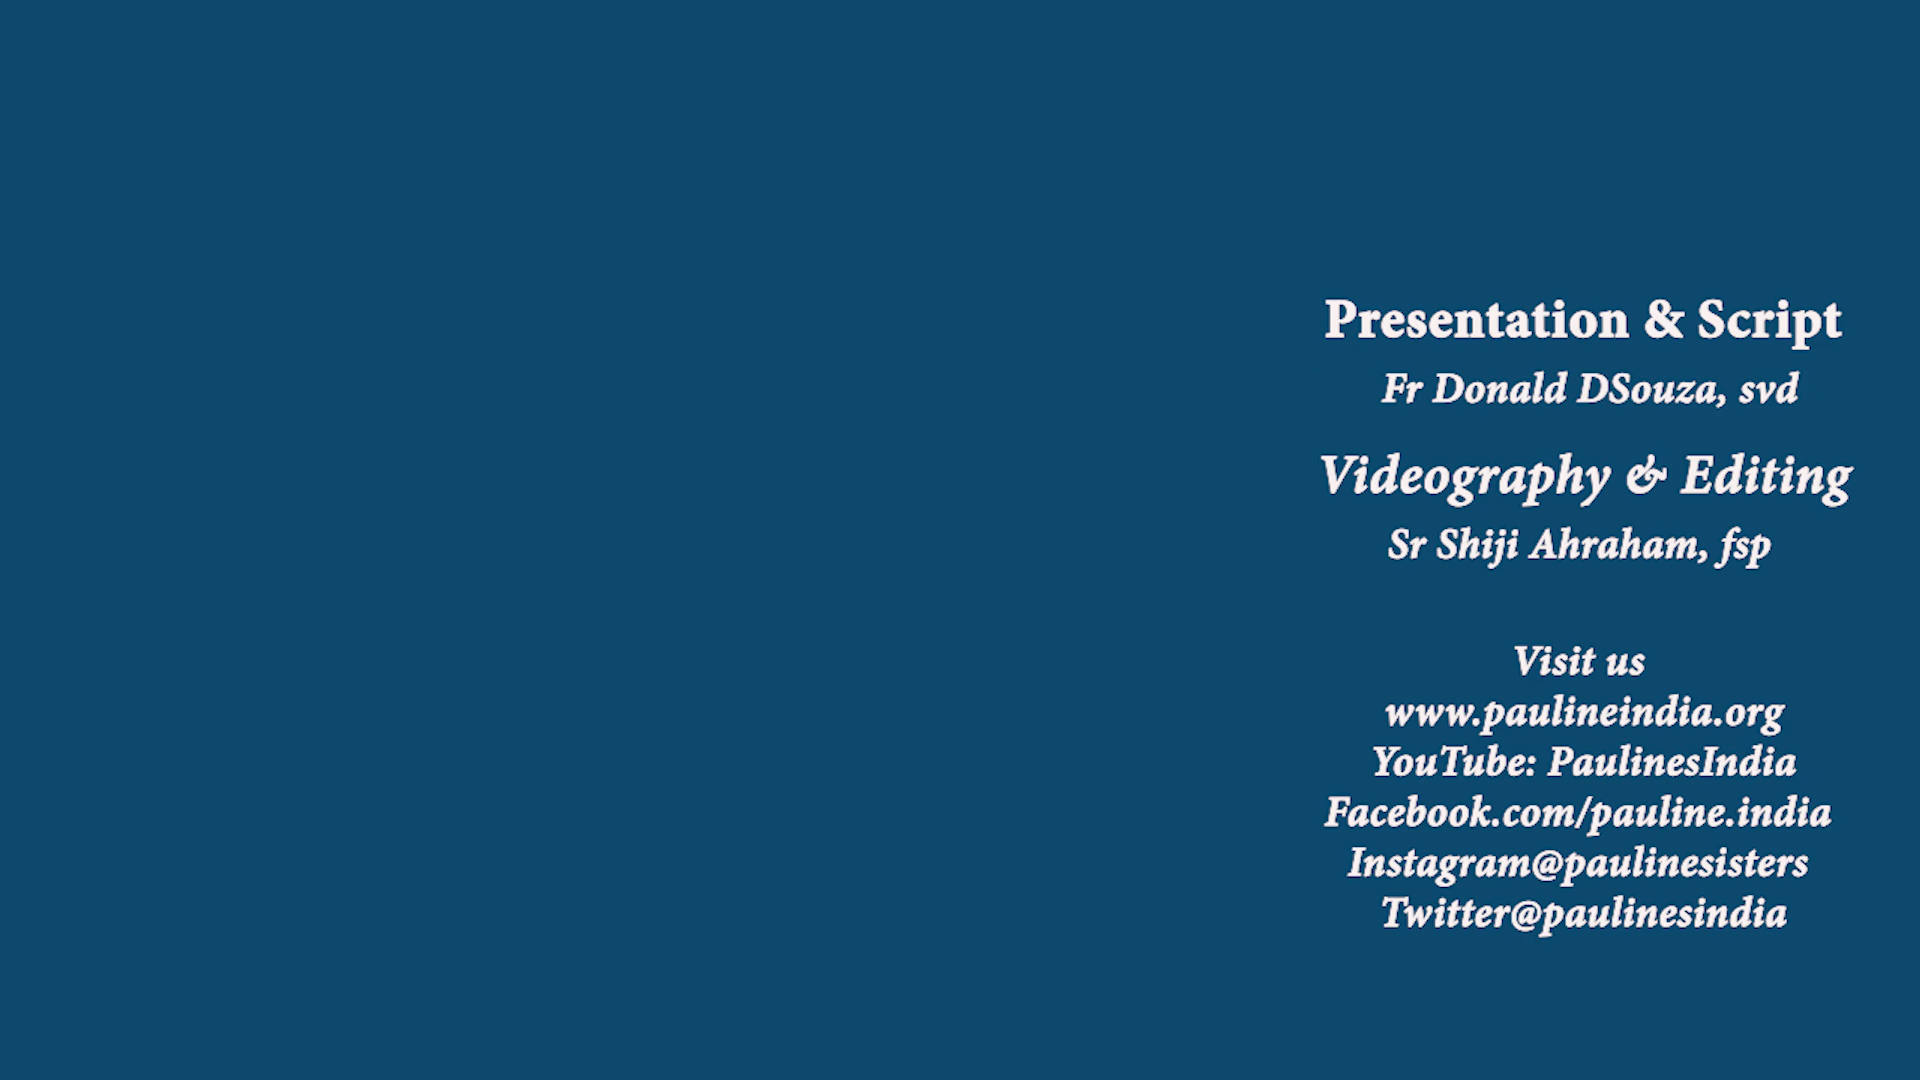 Presentation & Script
Fr Donald DSouza, svd
Videography & Editing
Sr Shiji Ahraham, fsp
Visit us
www.paulineindia.org
YouTube: PaulinesIndia
Facebook.com/pauline.india
Instagram@paulinesisters
Twitter@paulinesindia